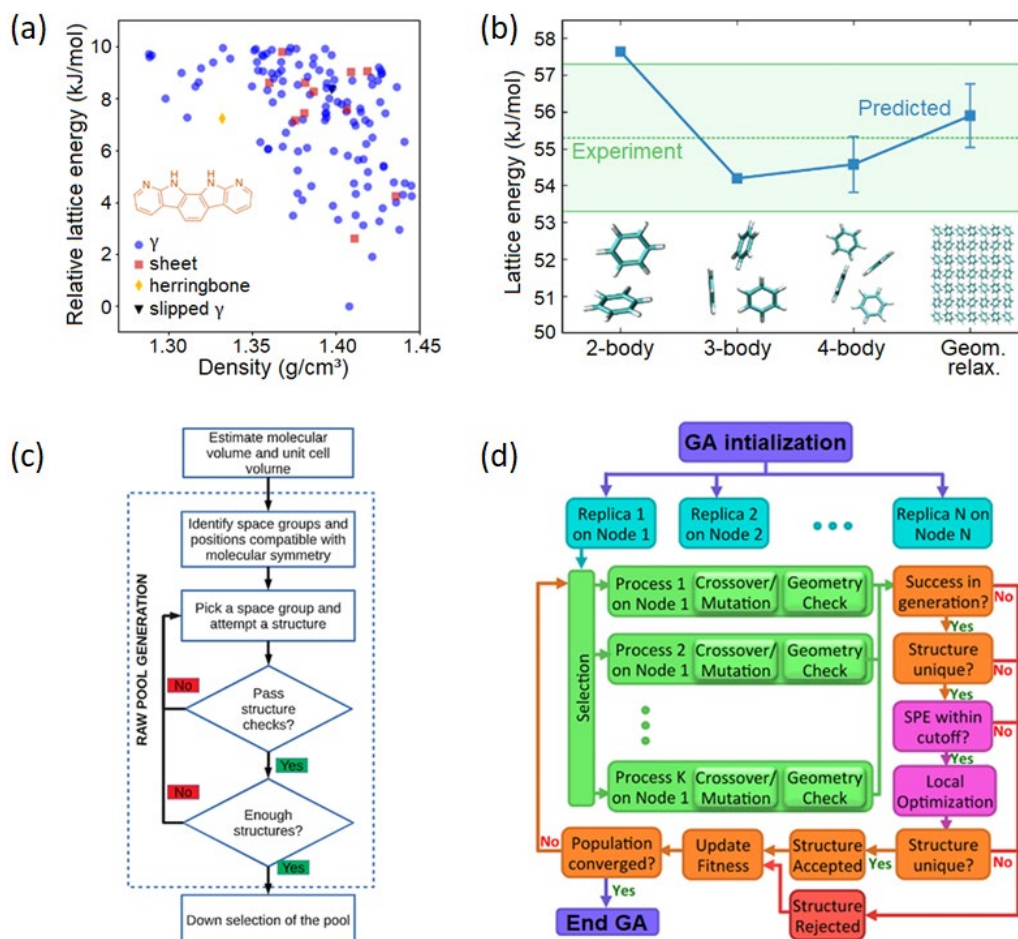 (a)
Relative lattice energy (kJ/mol)
10
8
6
4
2
0
NH HN
N N
γ
sheet
herringbone
slipped γ
1.30 1.35 1.40 1.45
Density (g/cm³)
(b)
Lattice energy (kJ/mol)
58
57
56
55
54
53
52
51
50
Predicted
Experiment
2-body 3-body 4-body Geom.
relax.
(c)
Estimate molecular
volume and unit cell
volume
RAW POOL GENERATION
Identify space groups and
positions compatible with
molecular symmetry
Pick a space group and
attempt a structure
No
Pass
structure
checks?
Yes
No
Enough
structures?
Yes
Down selection of the pool
(d)
GA intialization
Replica 1
on Node 1
Replica 2
on Node 2
Replica N on
Node N
Selection
Process 1
on Node 1
Crossover/
Mutation
Geometry
Check
Process 2
on Node 1
Crossover/
Mutation
Geometry
Check
Process K
on Node 1
Crossover/
Mutation
Geometry
Check
Success in
generation?
No
Yes
Structure
unique?
No
Yes
SPE within
cutoff?
No
Yes
Local
Optimization
Structure
unique?
No
Yes
Structure
Accepted
Update
Fitness
Population
converged?
No
Yes
Structure
Rejected
End GA